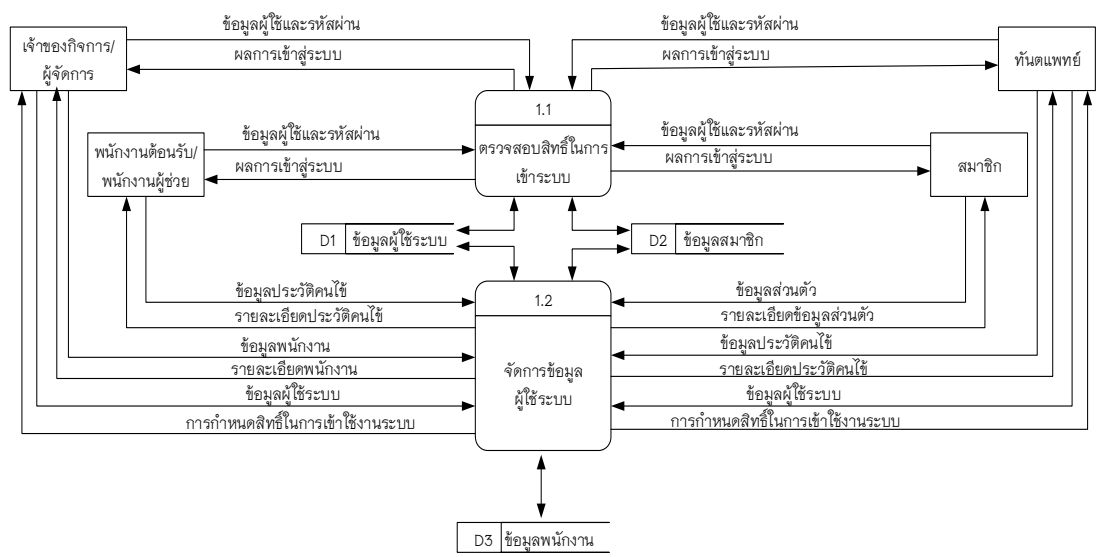 ข้อมูลผู้ใช้และรหัสผ่าน
ข้อมูลผู้ใช้และรหัสผ่าน
เจ้าของกิจการ/
ผู้จัดการ
ผลการเข้าสู่ระบบ
ผลการเข้าสู่ระบบ
ทันตแพทย์
1.1
ตรวจสอบสิทธิ์ในการ
เข้าระบบ
พนักงานต้อนรับ/
พนักงานผู้ช่วย
ข้อมูลผู้ใช้และรหัสผ่าน
ผลการเข้าสู่ระบบ
ข้อมูลผู้ใช้และรหัสผ่าน
ผลการเข้าสู่ระบบ
สมาชิก
D1 ข้อมูลผู้ใช้ระบบ
D2 ข้อมูลสมาชิก
1.2
จัดการข้อมูล
ผู้ใช้ระบบ
ข้อมูลประวัติคนไข้
รายละเอียดประวัติคนไข้
ข้อมูลพนักงาน
รายละเอียดพนักงาน
ข้อมูลผู้ใช้ระบบ
การกำหนดสิทธิ์ในการเข้าใช้งานระบบ
ข้อมูลส่วนตัว
รายละเอียดข้อมูลส่วนตัว
ข้อมูลประวัติคนไข้
รายละเอียดประวัติคนไข้
ข้อมูลผู้ใช้ระบบ
การกำหนดสิทธิ์ในการเข้าใช้งานระบบ
D3 ข้อมูลพนักงาน